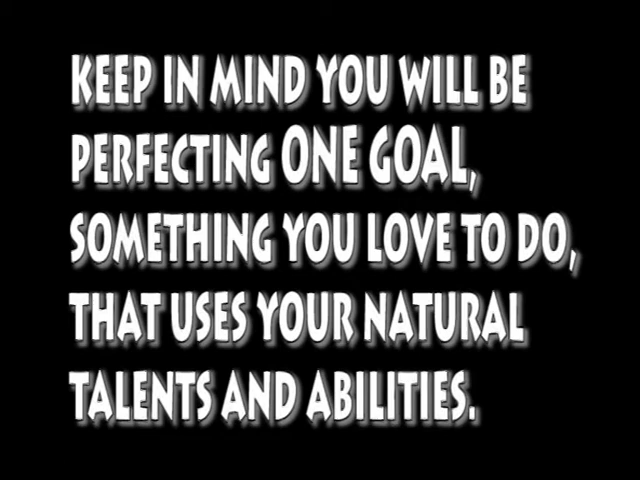 KEEP IN MIND YOU WILL BE
PERFECTING ONE GOAL,
SOMETHING YOU LOVE TO DO,
THAT USES YOUR NATURAL
TALENTS AND ABILITIES.